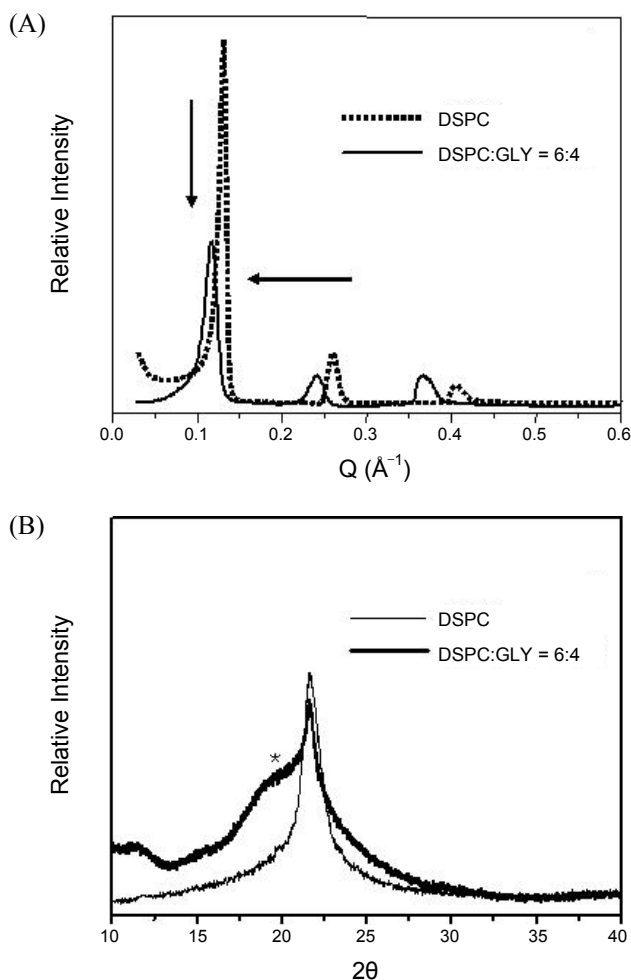 (A)
Relative Intensity
DSPC
DSPC:GLY = 6:4
0.0 0.1 0.2 0.3 0.4 0.5 0.6
Q (Å⁻¹)
(B)
Relative Intensity
DSPC
DSPC:GLY = 6:4
*
10 15 20 25 30 35 40
2θ